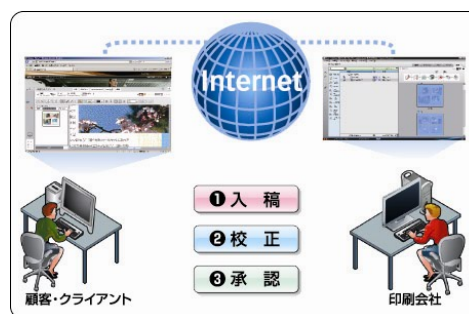 Internet
❶入 稿
❷校 正
❸承 認
顧客・クライアント
印刷会社